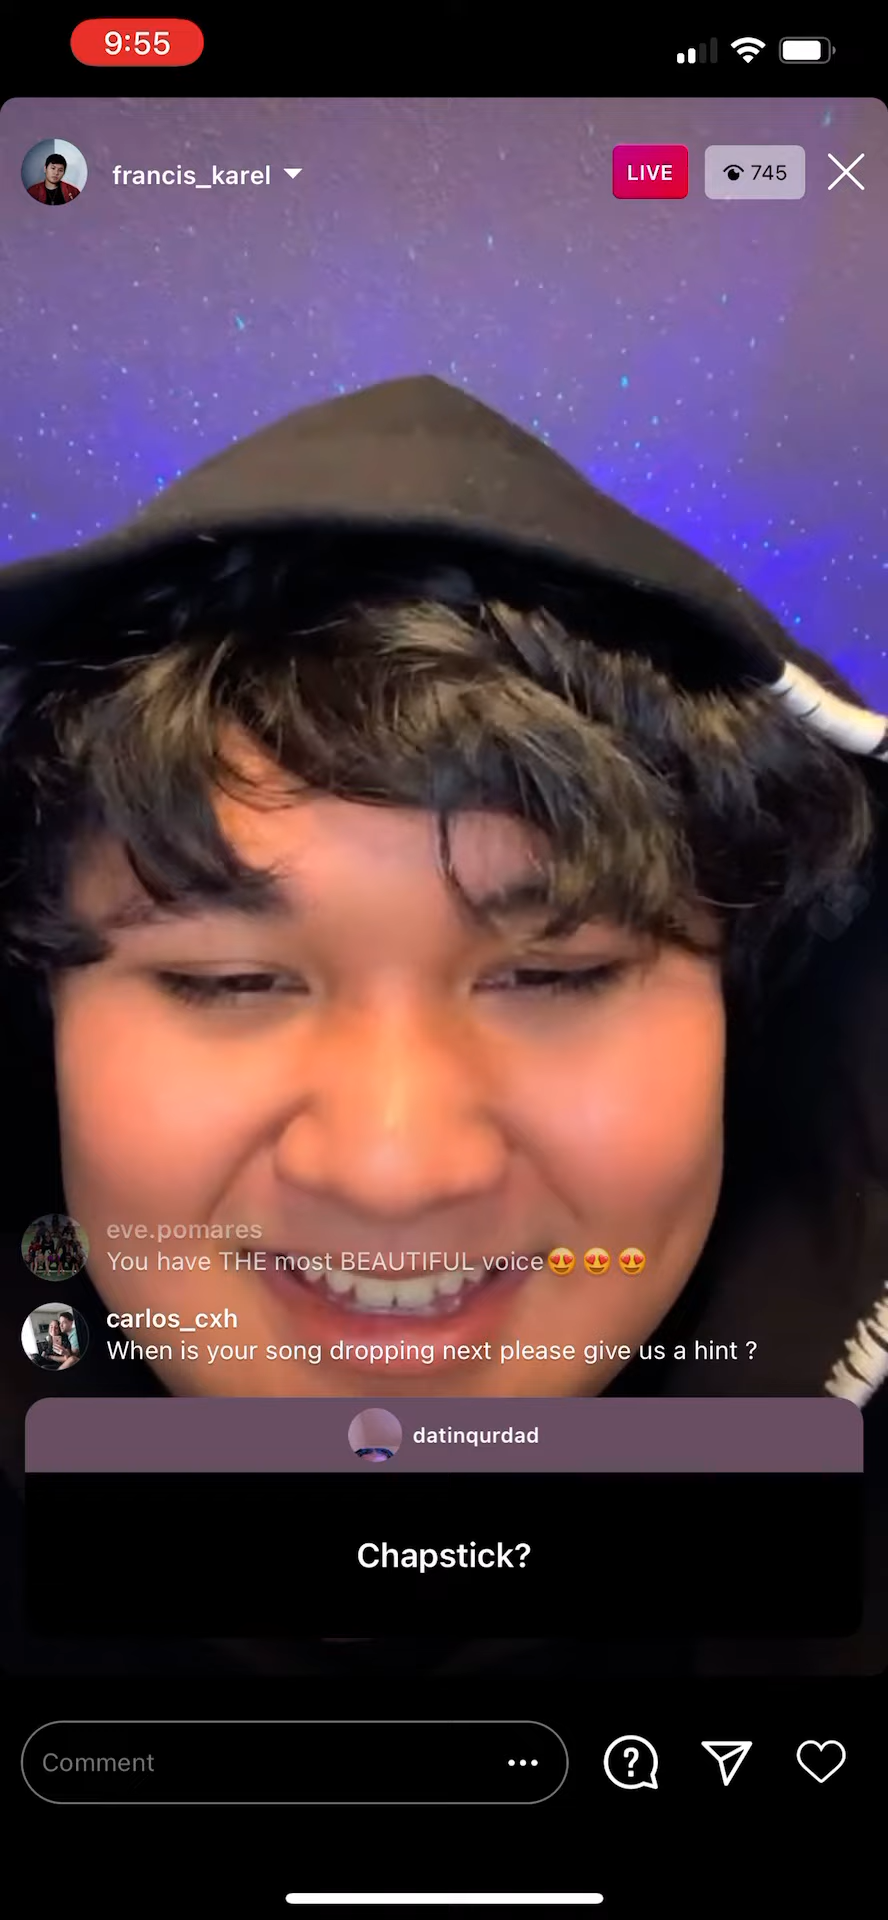 9:55
francis_karel
LIVE
745
eve.pomares
You have THE most BEAUTIFUL voice😍 😍 😍
carlos_cxh
When is your song dropping next please give us a hint ?
datinqurdad
Chapstick?
Comment